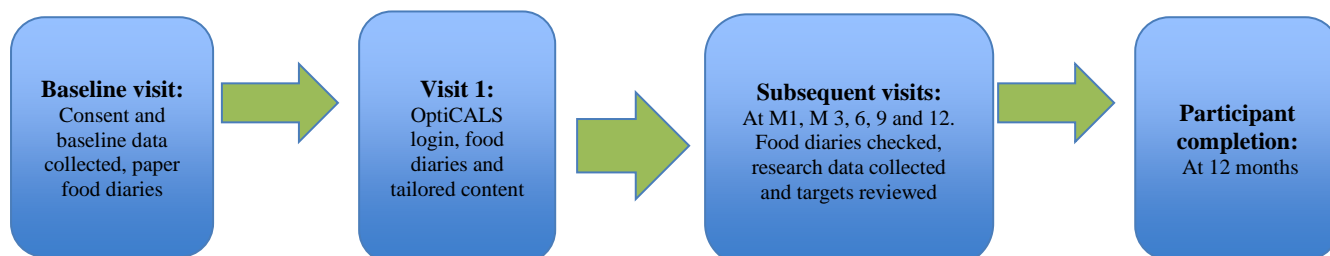 Baseline visit:
Consent and
baseline data
collected, paper
food diaries
Visit 1:
OptiCALS
login, food
diaries and
tailored content
Subsequent visits:
At M1, M 3, 6, 9 and 12.
Food diaries checked,
research data collected
and targets reviewed
Participant
completion:
At 12 months